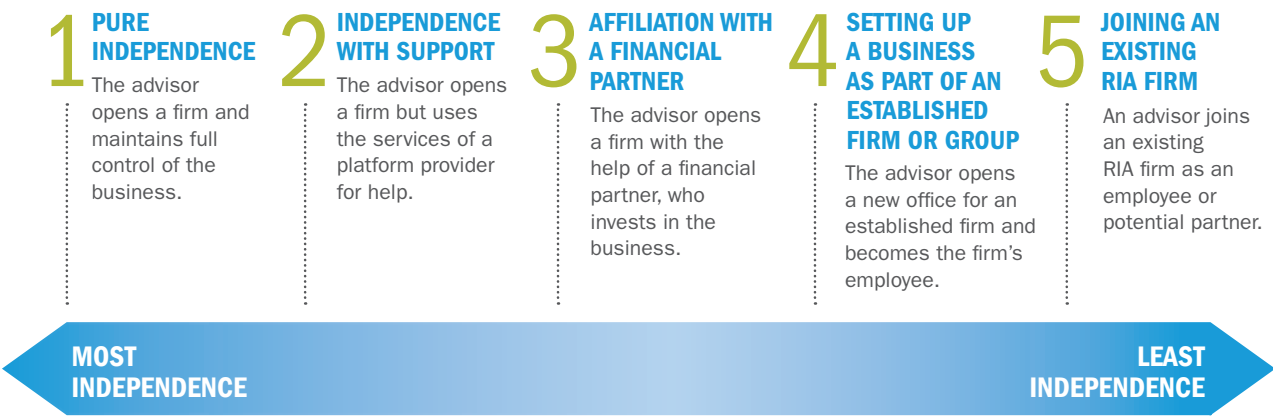 1
PURE
INDEPENDENCE
The advisor
opens a firm and
maintains full
control of the
business.
2
INDEPENDENCE
WITH SUPPORT
The advisor opens
a firm but uses
the services of a
platform provider
for help.
3
AFFILIATION WITH
A FINANCIAL
PARTNER
The advisor opens
a firm with the
help of a financial
partner, who
invests in the
business.
4
SETTING UP
A BUSINESS
AS PART OF AN
ESTABLISHED
FIRM OR GROUP
The advisor opens
a new office for an
established firm and
becomes the firm’s
employee.
5
JOINING AN
EXISTING
RIA FIRM
An advisor joins
an existing
RIA firm as an
employee or
potential partner.
MOST
INDEPENDENCE
LEAST
INDEPENDENCE